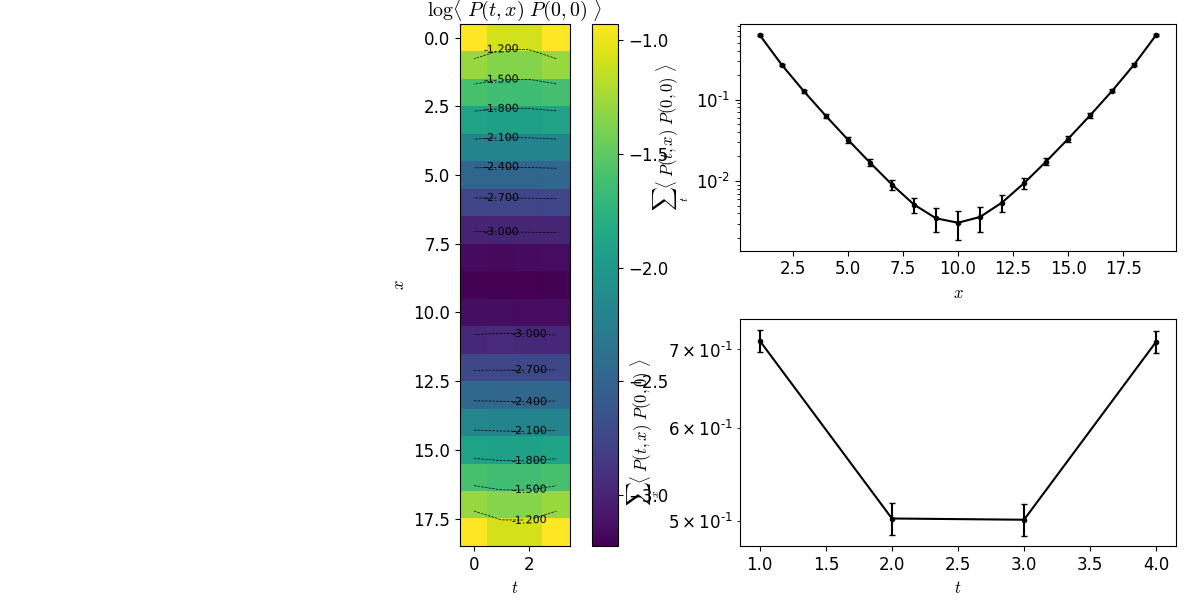 log⟨ P(t, x) P(0, 0) ⟩
0.0
2.5
5.0
7.5
10.0
12.5
15.0
17.5
x
-1.200
-1.500
-1.800
-2.100
-2.400
-2.700
-3.000
-3.000
-2.700
-2.400
-2.100
-1.800
-1.500
-1.200
0 2
t
−1.0
−1.5
−2.0
−2.5
−3.0
∑t ⟨ P(t, x) P(0, 0) ⟩
10⁻¹
10⁻²
2.5 5.0 7.5 10.0 12.5 15.0 17.5
x
∑x ⟨ P(t, x) P(0, 0) ⟩
7 × 10⁻¹
6 × 10⁻¹
5 × 10⁻¹
1.0 1.5 2.0 2.5 3.0 3.5 4.0
t